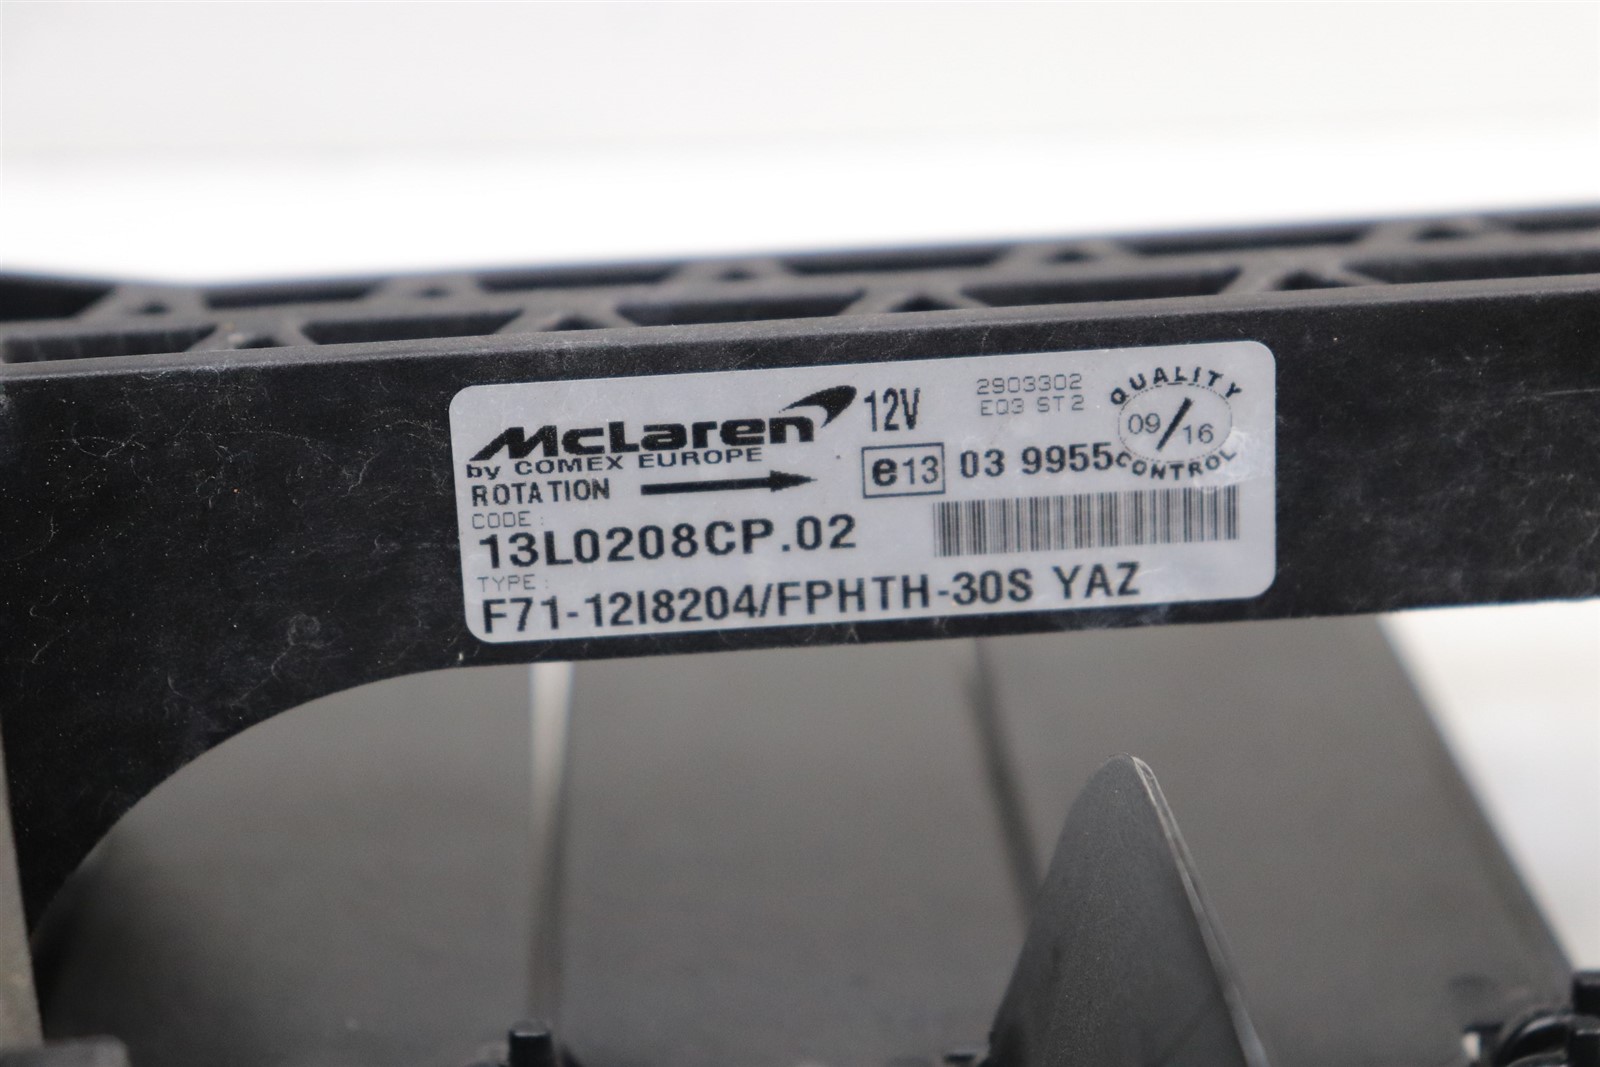 McLaren
by COMEX EUROPE
ROTATION
CODE:
13L0208CP.02
TYPE:
F71-12I8204/FPHTH-30S YAZ
12V
e13 03 9955
2903302
EQ3 ST2
QUALITY
09/16
CONTROL